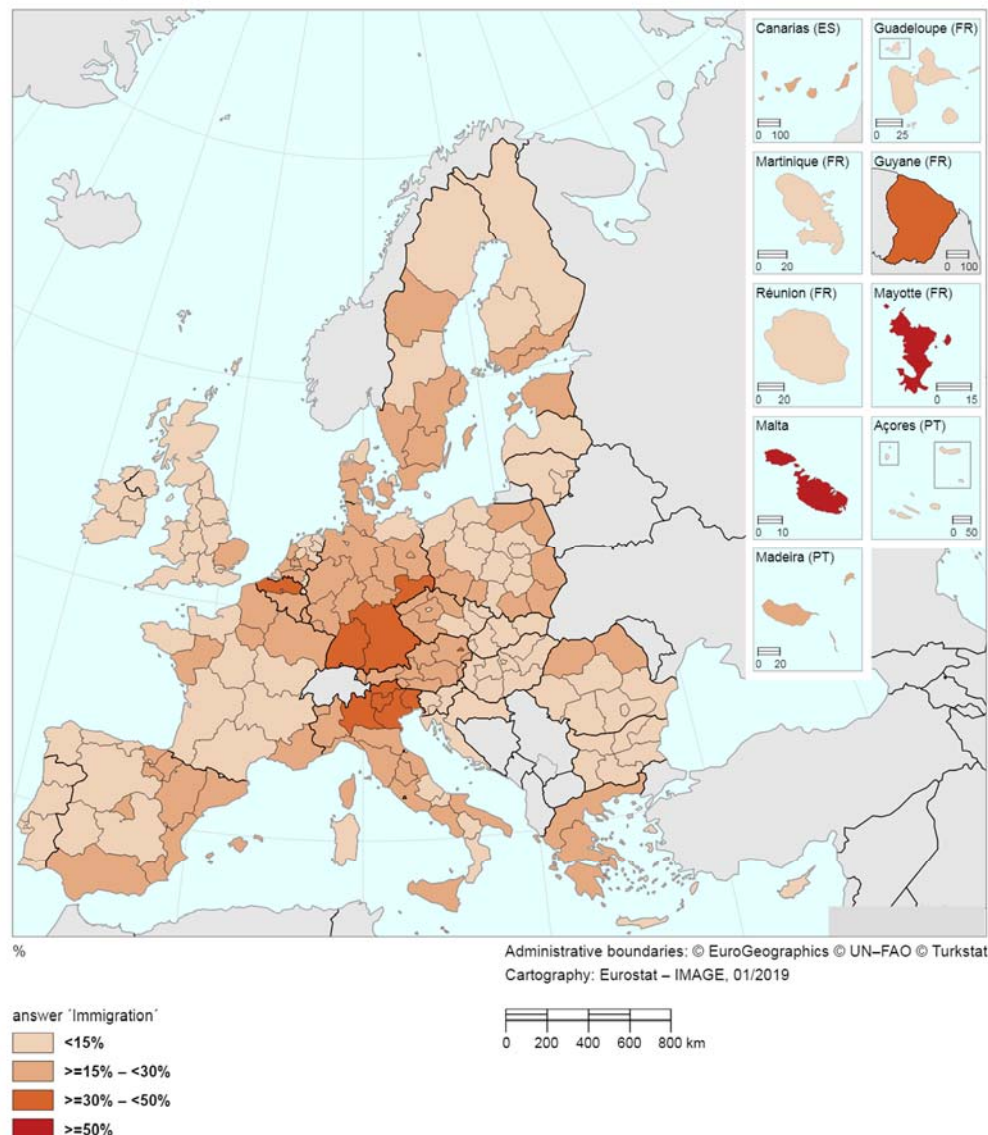 Canarias (ES)
0 100
Guadeloupe (FR)
0 25
Martinique (FR)
0 20
Guyane (FR)
0 100
Réunion (FR)
0 20
Mayotte (FR)
0 15
Malta
0 10
Açores (PT)
0 50
Madeira (PT)
0 20
%
Administrative boundaries: © EuroGeographics © UN–FAO © Turkstat
Cartography: Eurostat – IMAGE, 01/2019
answer ´Immigration´
<15%
>=15% – <30%
>=30% – <50%
>=50%
0 200 400 600 800 km